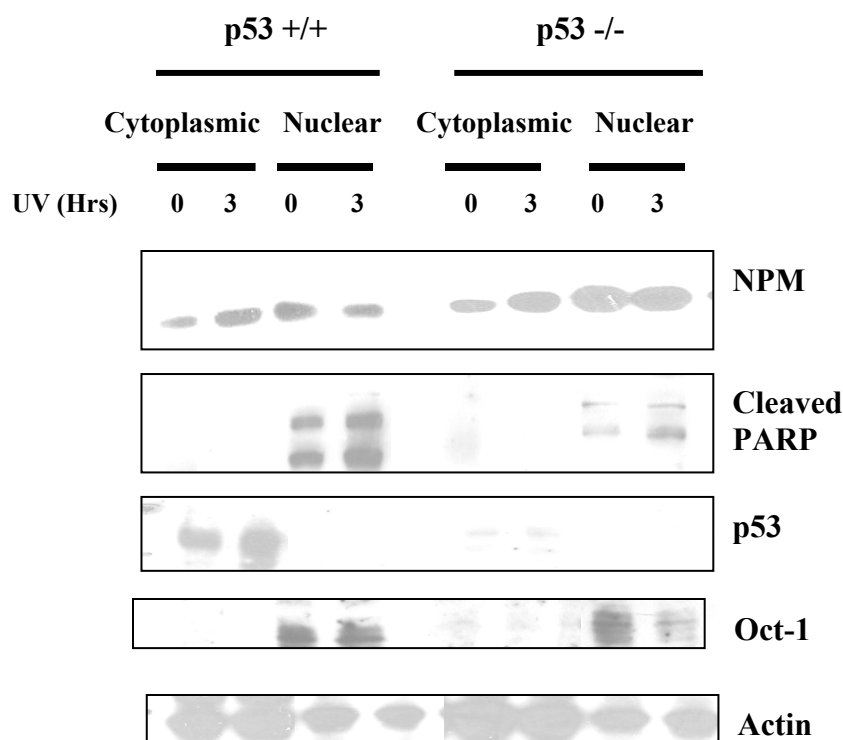 p53 +/+ p53 -/-
Cytoplasmic Nuclear Cytoplasmic Nuclear
UV (Hrs) 0 3 0 3 0 3 0 3
NPM
Cleaved
PARP
p53
Oct-1
Actin